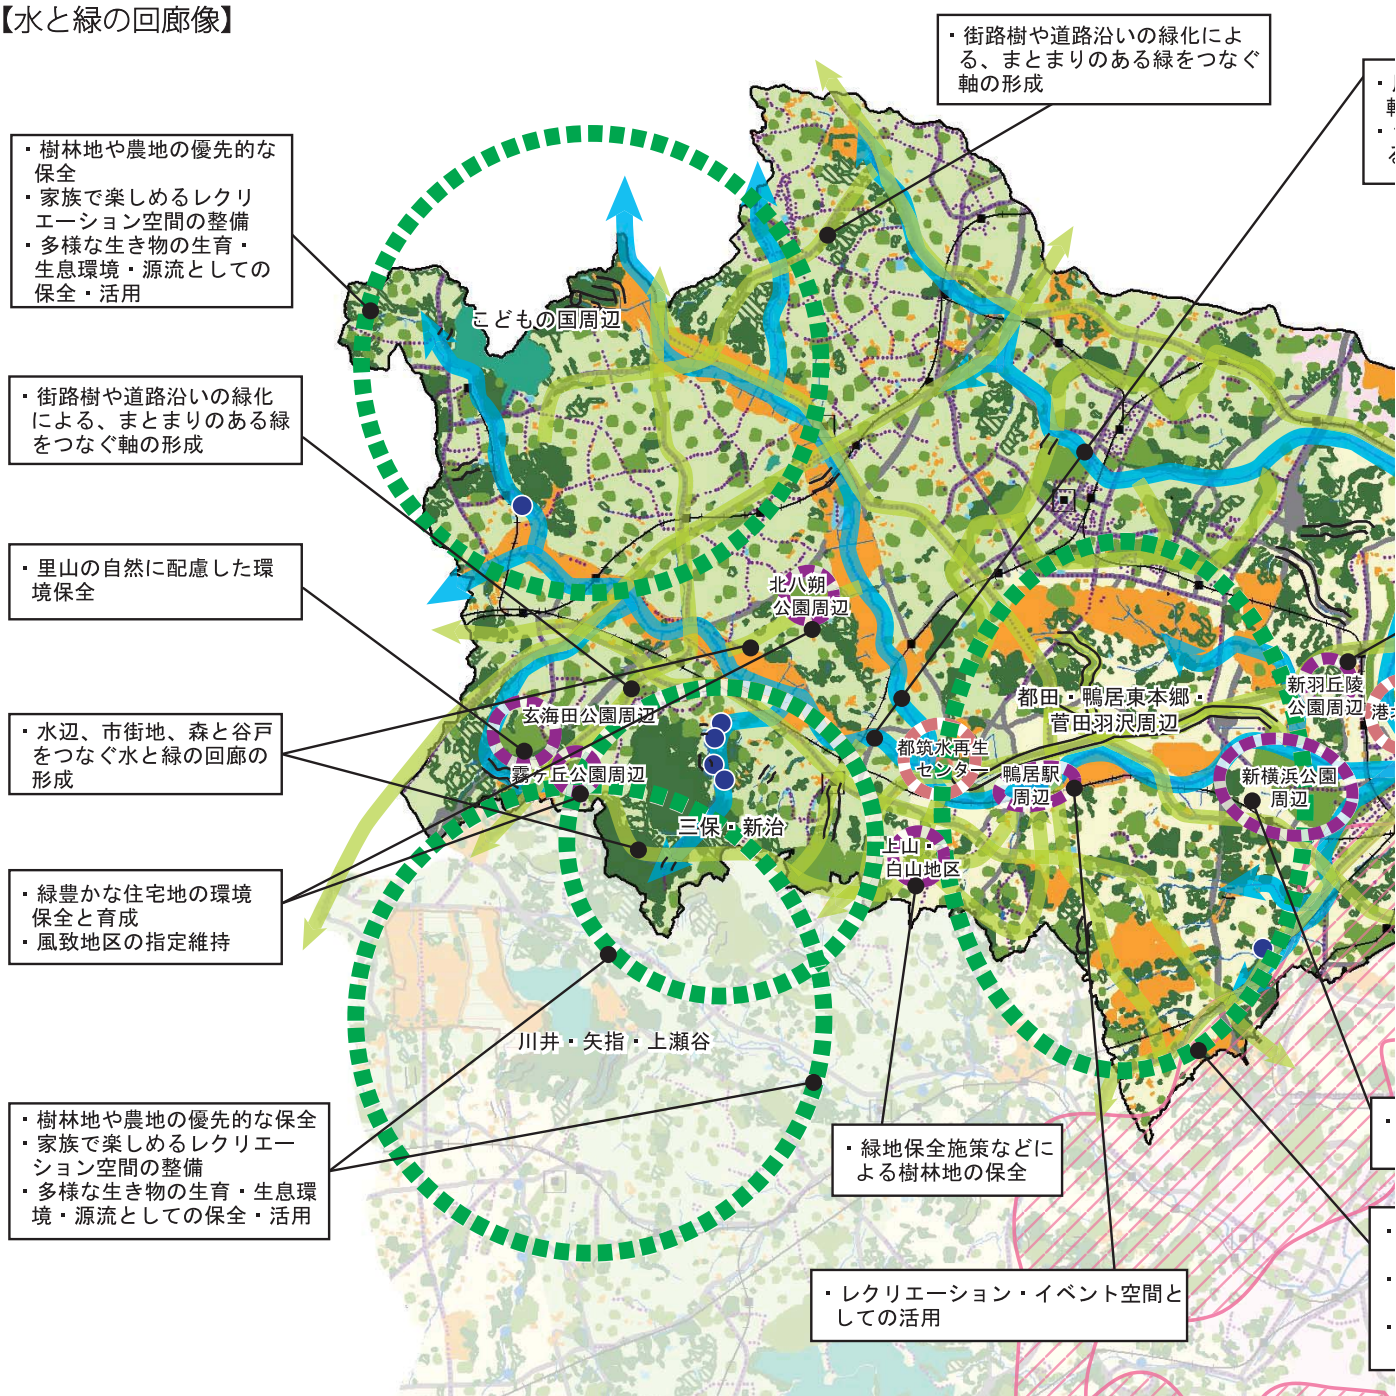 【水と緑の回廊像】
・街路樹や道路沿いの緑化によ
る、まとまりのある緑をつなぐ
軸の形成
・樹林地や農地の優先的な
保全
・家族で楽しめるレクリ
エーション空間の整備
・多様な生き物の生育・
生息環境・源流としての
保全・活用
・街路樹や道路沿いの緑化
による、まとまりのある緑
をつなぐ軸の形成
・里山の自然に配慮した環
境保全
・水辺、市街地、森と谷戸
をつなぐ水と緑の回廊の
形成
・緑豊かな住宅地の環境
保全と育成
・風致地区の指定維持
・樹林地や農地の優先的な保全
・家族で楽しめるレクリエー
ション空間の整備
・多様な生き物の生育・生息環
境・源流としての保全・活用
こどもの国周辺
北八朔
公園周辺
玄海田公園周辺
霧ケ丘公園周辺
三保・新治
川井・矢指・上瀬谷
都田・鴨居東本郷・
菅田羽沢周辺
都筑水再生
センター
鴨居駅
周辺
上山・
白山地区
新羽丘陵
公園周辺
新横浜公園
周辺
港
・緑地保全施策などに
よる樹林地の保全
・レクリエーション・イベント空間と
しての活用